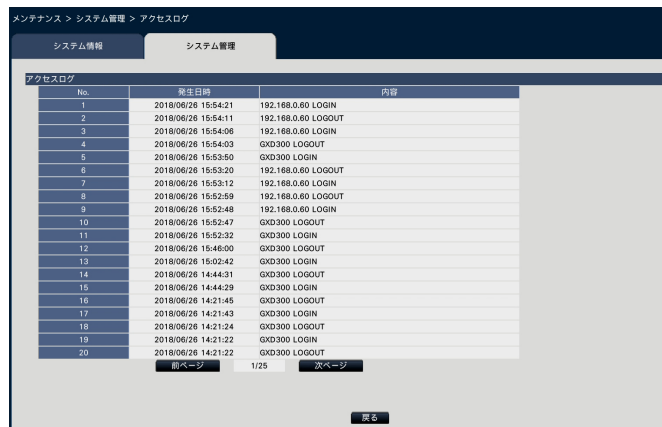 メンテナンス > システム管理 > アクセスログ
システム情報 システム管理
アクセスログ
No. 発生日時 内容
1 2018/06/26 15:54:21 192.168.0.60 LOGIN
2 2018/06/26 15:54:11 192.168.0.60 LOGOUT
3 2018/06/26 15:54:06 192.168.0.60 LOGIN
4 2018/06/26 15:54:03 GXD300 LOGOUT
5 2018/06/26 15:53:50 GXD300 LOGIN
6 2018/06/26 15:53:20 192.168.0.60 LOGOUT
7 2018/06/26 15:53:12 192.168.0.60 LOGIN
8 2018/06/26 15:52:59 192.168.0.60 LOGOUT
9 2018/06/26 15:52:48 192.168.0.60 LOGIN
10 2018/06/26 15:52:47 GXD300 LOGOUT
11 2018/06/26 15:52:32 GXD300 LOGIN
12 2018/06/26 15:46:00 GXD300 LOGOUT
13 2018/06/26 15:02:42 GXD300 LOGIN
14 2018/06/26 14:44:31 GXD300 LOGOUT
15 2018/06/26 14:44:29 GXD300 LOGIN
16 2018/06/26 14:21:45 GXD300 LOGOUT
17 2018/06/26 14:21:43 GXD300 LOGIN
18 2018/06/26 14:21:24 GXD300 LOGOUT
19 2018/06/26 14:21:22 GXD300 LOGIN
20 2018/06/26 14:21:22 GXD300 LOGOUT
前ページ 1/25 次ページ
戻る